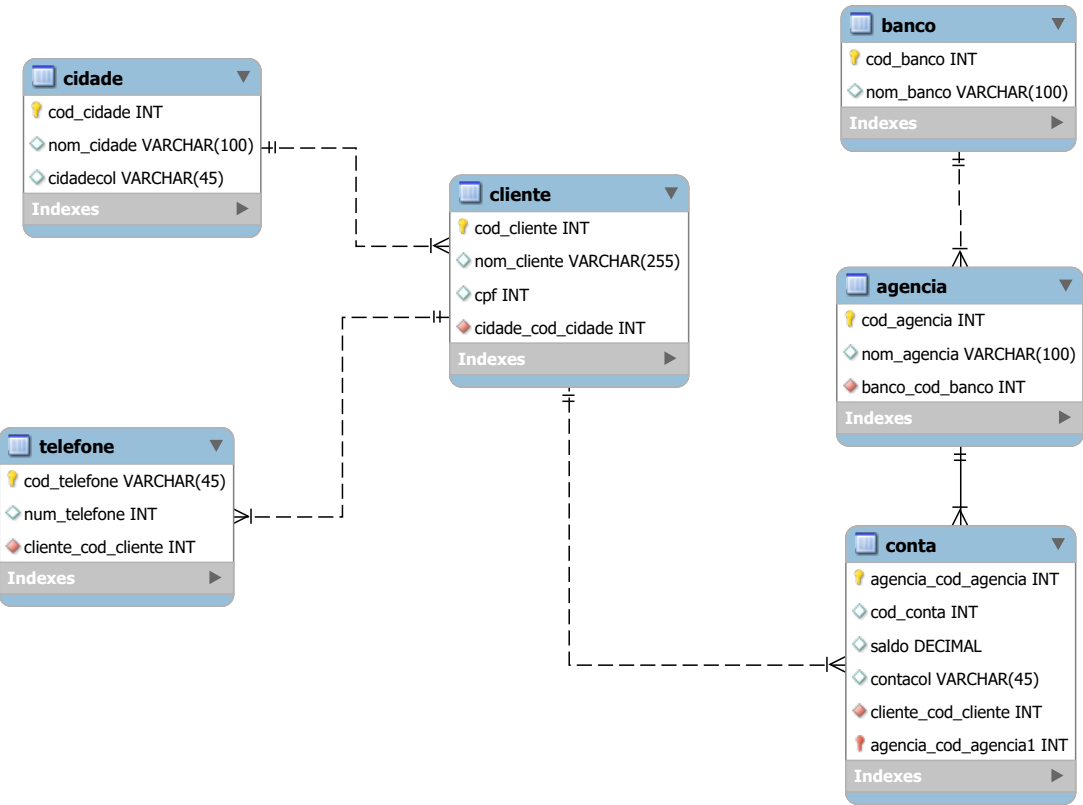 cidade
cod_cidade INT
nom_cidade VARCHAR(100)
cidadecol VARCHAR(45)
Indexes
telefone
cod_telefone VARCHAR(45)
num_telefone INT
cliente_cod_cliente INT
Indexes
cliente
cod_cliente INT
nom_cliente VARCHAR(255)
cpf INT
cidade_cod_cidade INT
Indexes
banco
cod_banco INT
nom_banco VARCHAR(100)
Indexes
agencia
cod_agencia INT
nom_agencia VARCHAR(100)
banco_cod_banco INT
Indexes
conta
agencia_cod_agencia INT
cod_conta INT
saldo DECIMAL
contacol VARCHAR(45)
cliente_cod_cliente INT
agencia_cod_agencia1 INT
Indexes